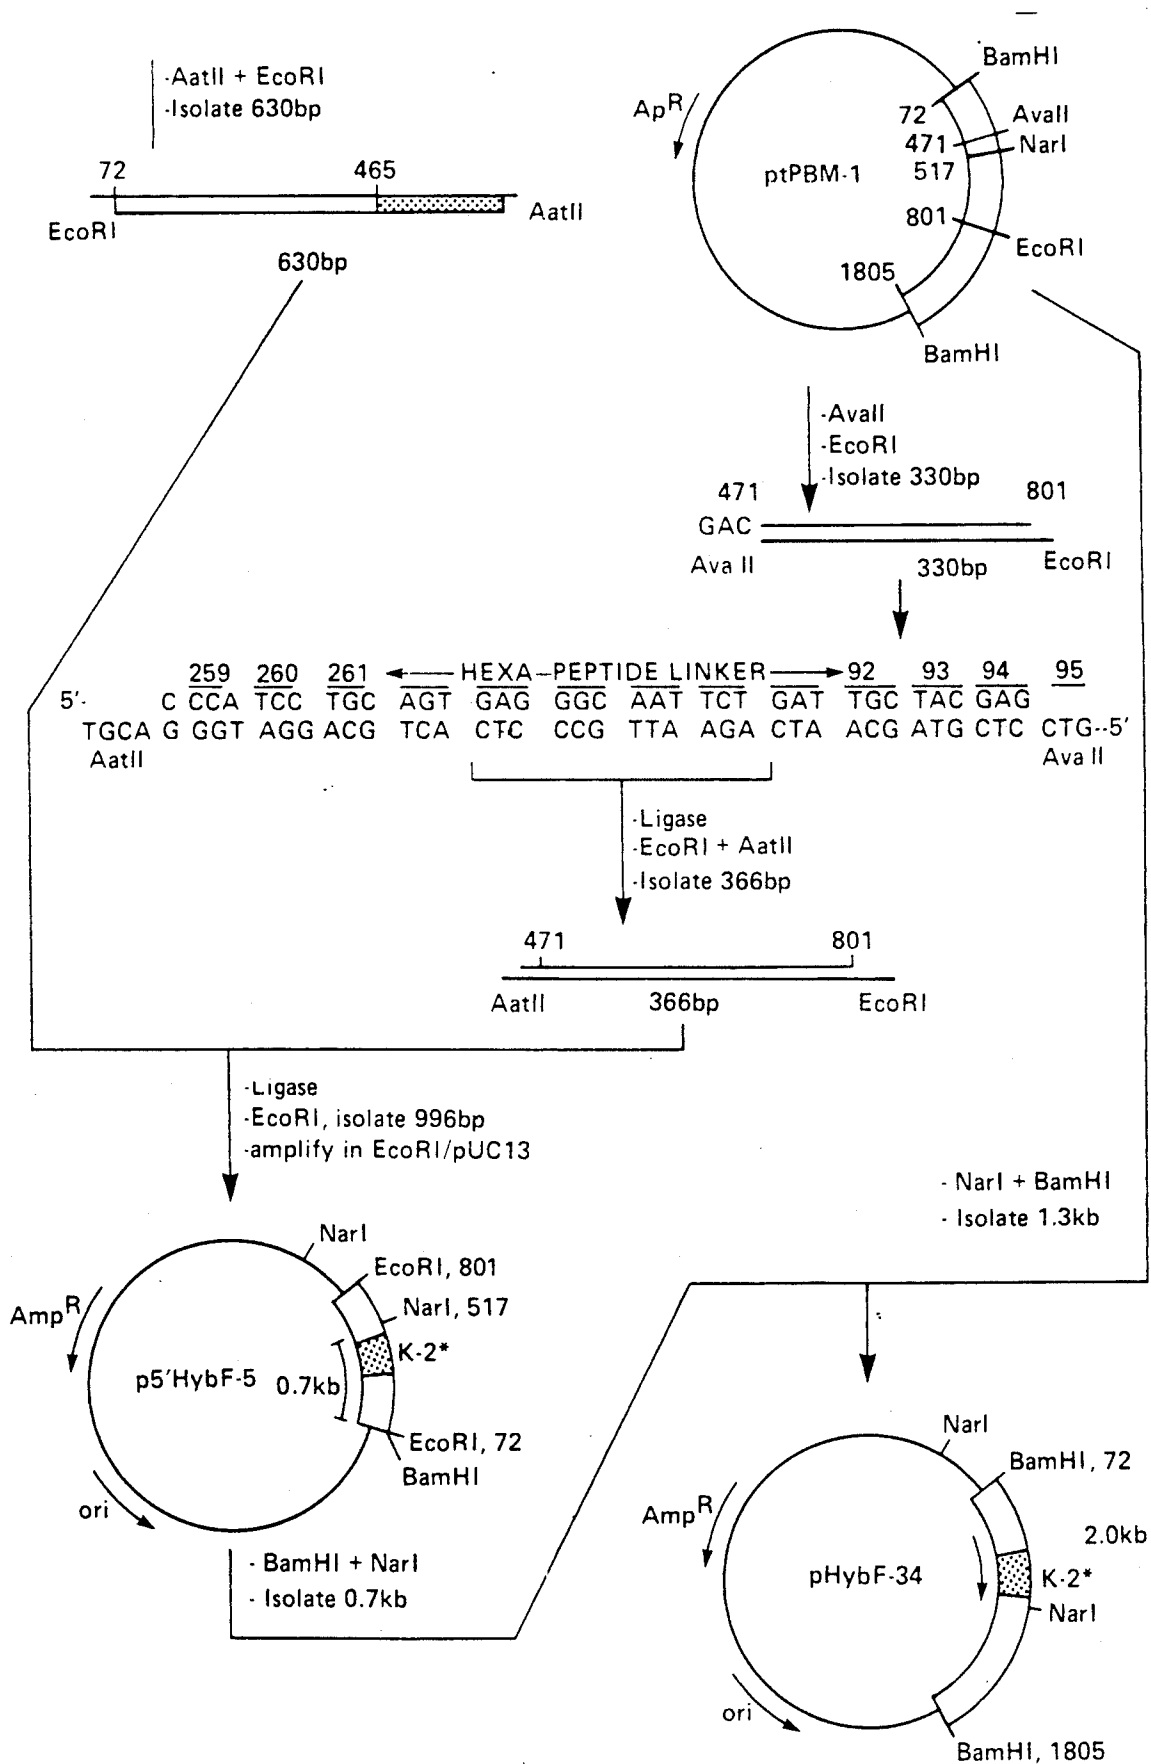 -AatII + EcoRI
-Isolate 630bp
72
465
EcoRI
AatII
630bp
ApR
ptPBM-1
BamHI
72
AvaII
471
NarI
517
801
EcoRI
1805
BamHI
-AvaII
-EcoRI
-Isolate 330bp
471
801
GAC
Ava II
330bp
EcoRI
259 260 261 HEXA-PEPTIDE LINKER 92 93 94 95
5'- C CCA TCC TGC AGT GAG GGC AAT TCT GAT TGC TAC GAG
TGCA G GGT AGG ACG TCA CTC CCG TTA AGA CTA ACG ATG CTC CTG--5'
AatII
Ava II
-Ligase
-EcoRI + AatII
-Isolate 366bp
471
801
AatII
366bp
EcoRI
-Ligase
-EcoRI, isolate 996bp
-amplify in EcoRI/pUC13
- NarI + BamHI
- Isolate 1.3kb
NarI
EcoRI, 801
NarI, 517
AmpR
K-2*
p5'HybF-5
0.7kb
EcoRI, 72
BamHI
ori
- BamHI + NarI
- Isolate 0.7kb
NarI
BamHI, 72
AmpR
2.0kb
pHybF-34
K-2*
NarI
ori
BamHI, 1805